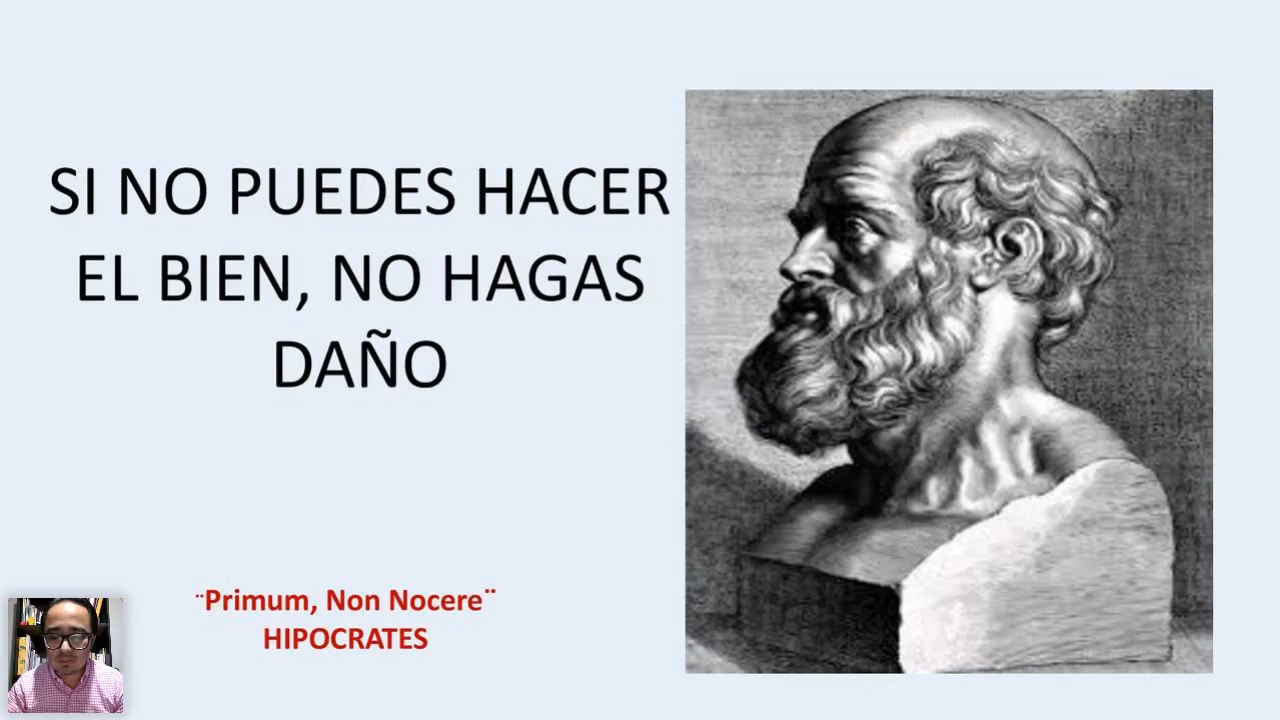 SI NO PUEDES HACER
EL BIEN, NO HAGAS
DAÑO
¨Primum, Non Nocere¨
HIPOCRATES